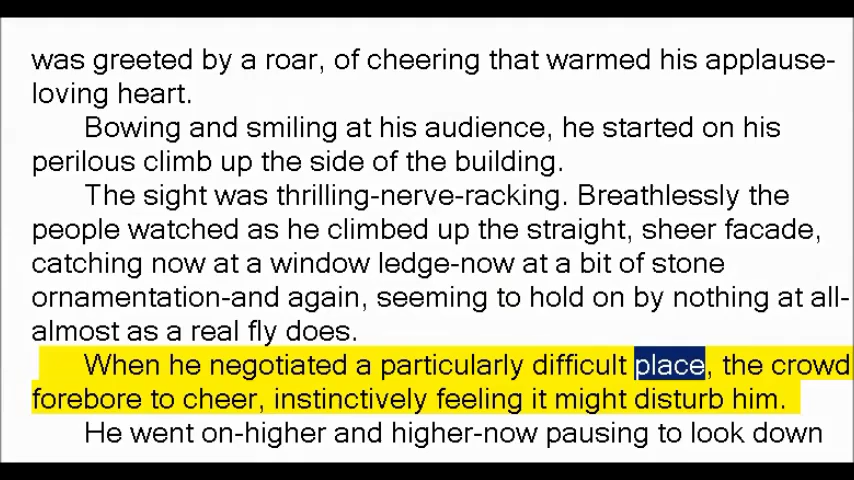 was greeted by a roar, of cheering that warmed his applause-
loving heart.
Bowing and smiling at his audience, he started on his
perilous climb up the side of the building.
The sight was thrilling-nerve-racking. Breathlessly the
people watched as he climbed up the straight, sheer facade,
catching now at a window ledge-now at a bit of stone
ornamentation-and again, seeming to hold on by nothing at all-
almost as a real fly does.
When he negotiated a particularly difficult place, the crowd
forebore to cheer, instinctively feeling it might disturb him.
He went on-higher and higher-now pausing to look down